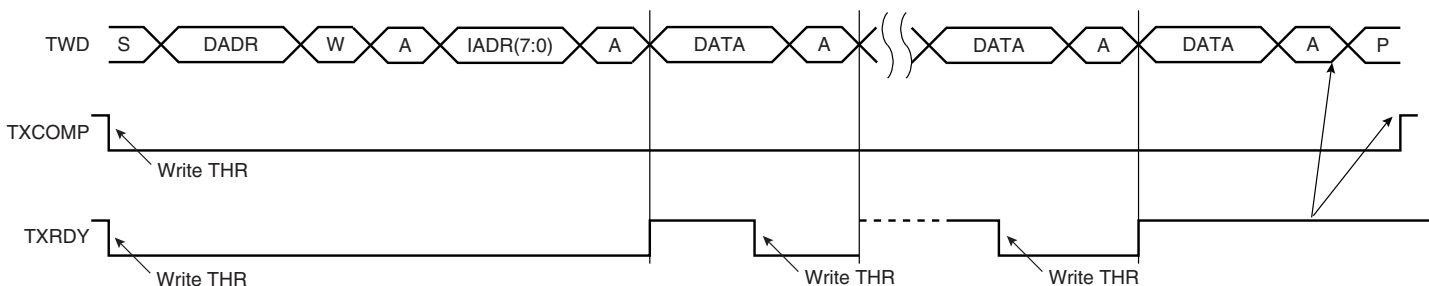 TWD S DADR W A IADR(7:0) A DATA A DATA A DATA A P
TXCOMP
Write THR
TXRDY
Write THR Write THR Write THR